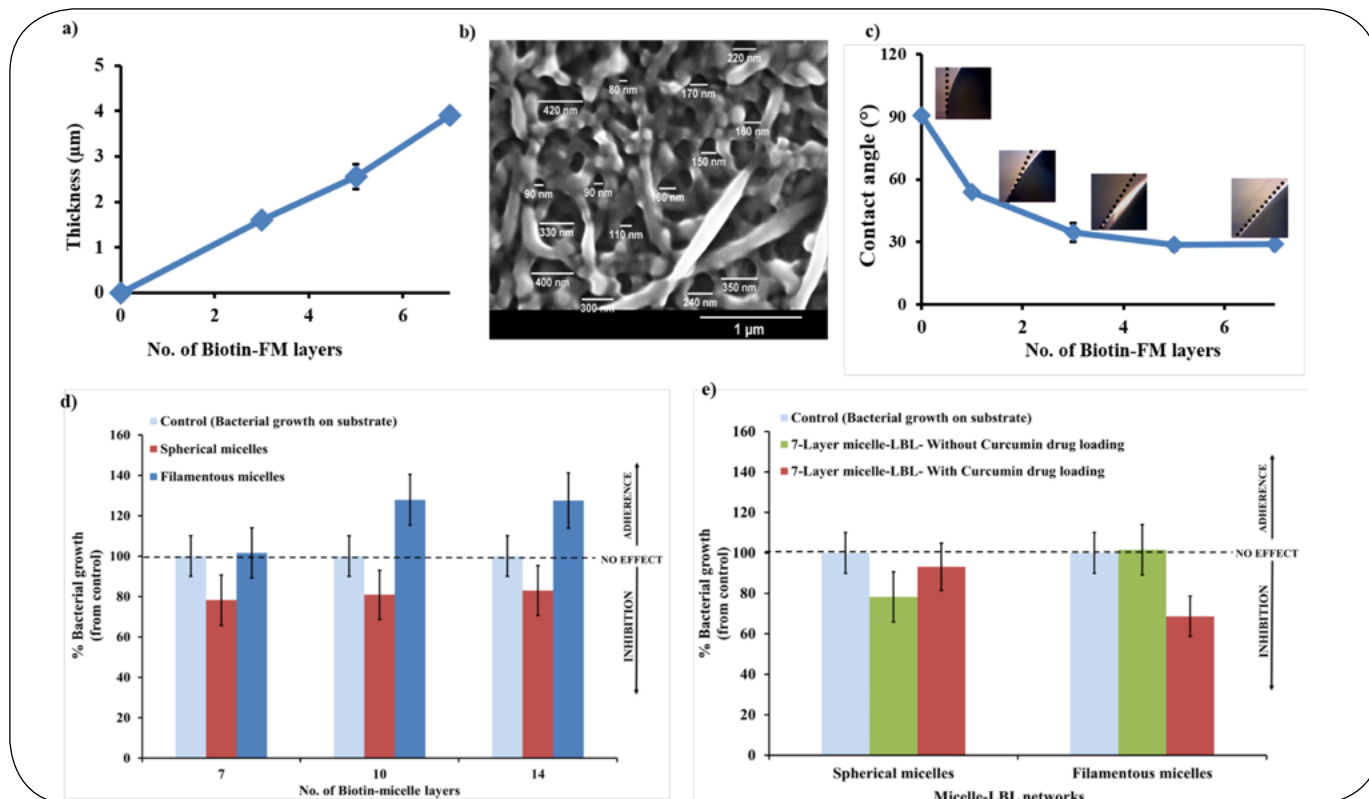 a)
5
4
3
2
1
0
Thickness (µm)
0 2 4 6
No. of Biotin-FM layers
b)
220 nm
80 nm
170 nm
420 nm
160 nm
150 nm
90 nm
90 nm
160 nm
330 nm
110 nm
400 nm
350 nm
300 nm
240 nm
1 µm
c)
120
90
60
30
0
Contact angle (°)
0 2 4 6
No. of Biotin-FM layers
d)
Control (Bacterial growth on substrate)
Spherical micelles
Filamentous micelles
160
140
120
100
80
60
40
20
0
% Bacterial growth
(from control)
ADHERENCE
NO EFFECT
INHIBITION
7 10 14
No. of Biotin-micelle layers
e)
Control (Bacterial growth on substrate)
7-Layer micelle-LBL- Without Curcumin drug loading
7-Layer micelle-LBL- With Curcumin drug loading
160
140
120
100
80
60
40
20
0
% Bacterial growth
(from control)
ADHERENCE
NO EFFECT
INHIBITION
Spherical micelles Filamentous micelles
Micelle-LBL networks